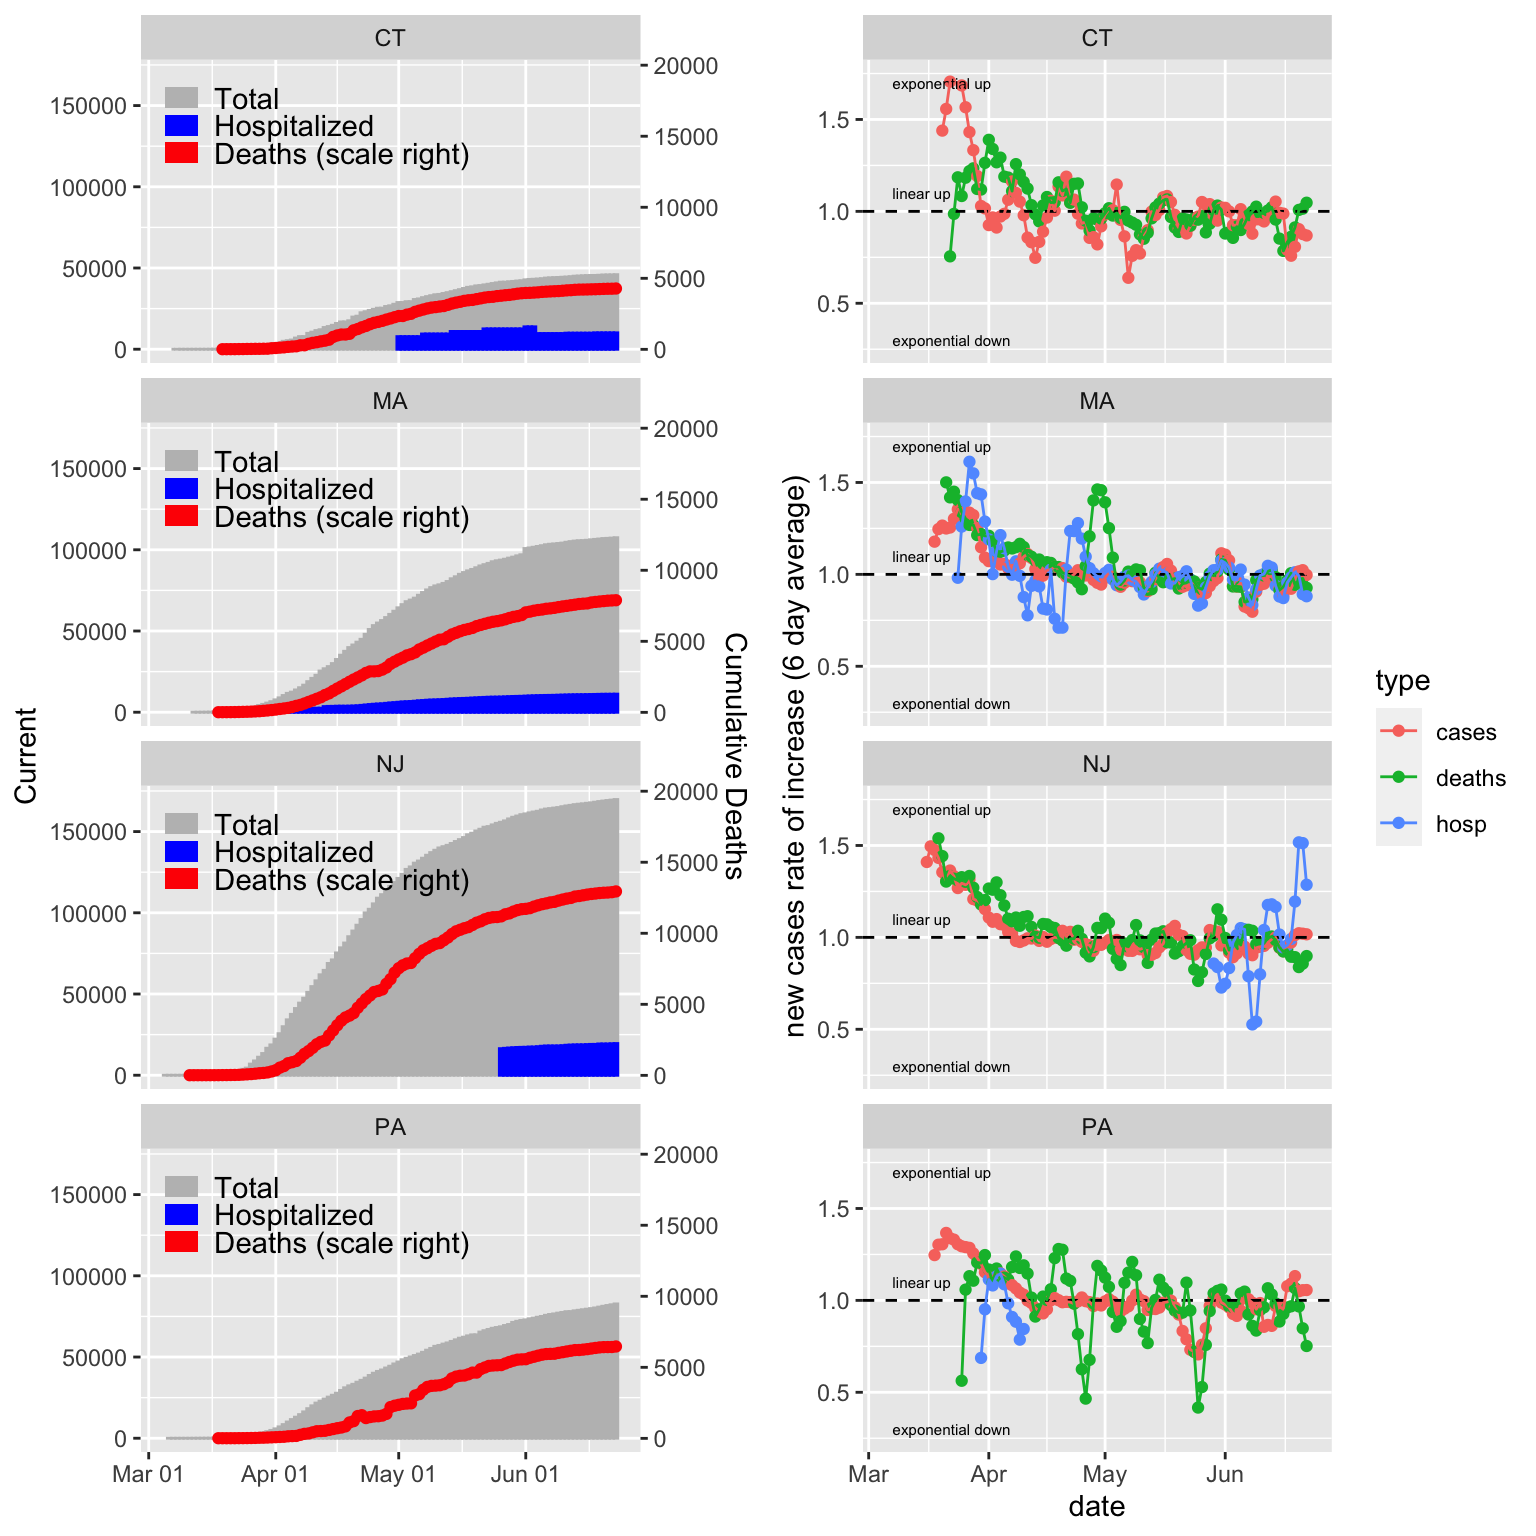 CT
150000
100000
50000
0
20000
15000
10000
5000
0
Total
Hospitalized
Deaths (scale right)
MA
150000
100000
50000
0
20000
15000
10000
5000
0
Total
Hospitalized
Deaths (scale right)
NJ
150000
100000
50000
0
20000
15000
10000
5000
0
Total
Hospitalized
Deaths (scale right)
PA
150000
100000
50000
0
20000
15000
10000
5000
0
Total
Hospitalized
Deaths (scale right)
Mar 01 Apr 01 May 01 Jun 01
Current
Cumulative Deaths
CT
1.5
1.0
0.5
exponential up
linear up
exponential down
MA
1.5
1.0
0.5
exponential up
linear up
exponential down
NJ
1.5
1.0
0.5
exponential up
linear up
exponential down
PA
1.5
1.0
0.5
exponential up
linear up
exponential down
Mar Apr May Jun
date
new cases rate of increase (6 day average)
type
cases
deaths
hosp